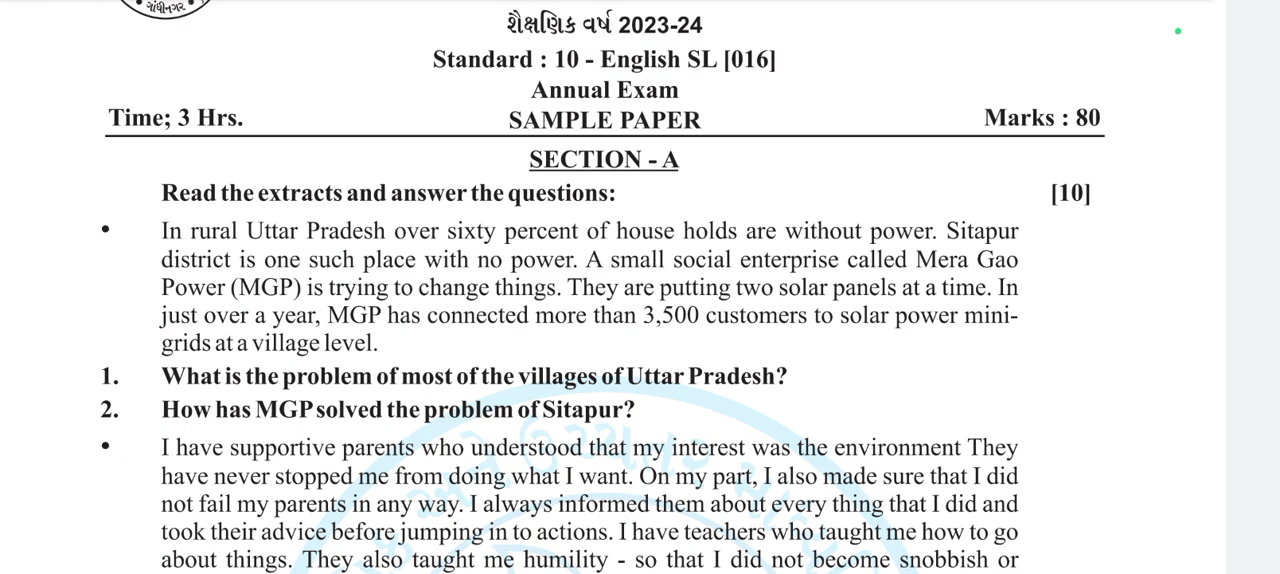 ગાંધીનગર
શૈક્ષણિક વર્ષ 2023-24
Standard : 10 - English SL [016]
Annual Exam
Time; 3 Hrs. SAMPLE PAPER Marks : 80
SECTION - A
Read the extracts and answer the questions: [10]
• In rural Uttar Pradesh over sixty percent of house holds are without power. Sitapur
district is one such place with no power. A small social enterprise called Mera Gao
Power (MGP) is trying to change things. They are putting two solar panels at a time. In
just over a year, MGP has connected more than 3,500 customers to solar power mini-
grids at a village level.
1. What is the problem of most of the villages of Uttar Pradesh?
2. How has MGP solved the problem of Sitapur?
• I have supportive parents who understood that my interest was the environment They
have never stopped me from doing what I want. On my part, I also made sure that I did
not fail my parents in any way. I always informed them about every thing that I did and
took their advice before jumping in to actions. I have teachers who taught me how to go
about things. They also taught me humility - so that I did not become snobbish or